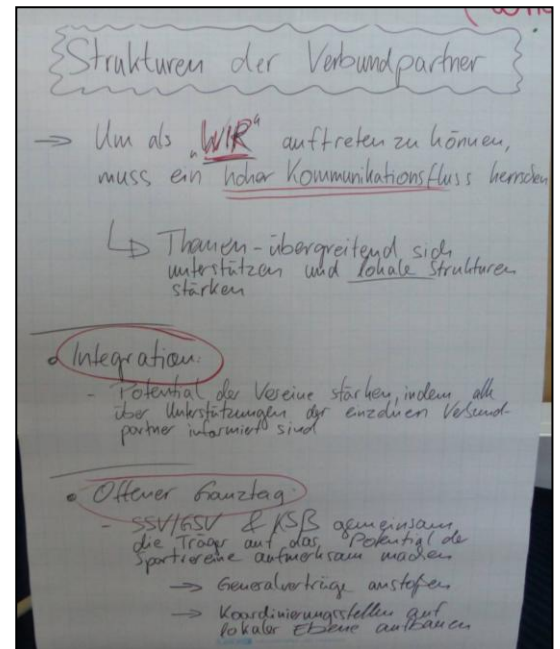 Strukturen der Verbundpartner
→ Um als "WIR" auftreten zu können,
muss ein hoher Kommunikationsfluss herrschen
↳ Themen-übergreitend sich
unterstützen und lokale Strukturen
stärken
• Integration:
- Potential der Vereine stärken, indem alle
über Unterstützungen der einzelnen Verbund-
partner informiert sind
• Offener Ganztag:
- SSV/GSV & KSB gemeinsam
die Träger auf das Potential der
Sportvereine aufmerksam machen
→ Generalverträge anstoßen
→ Koordinierungsstellen auf
lokaler Ebene aufbauen